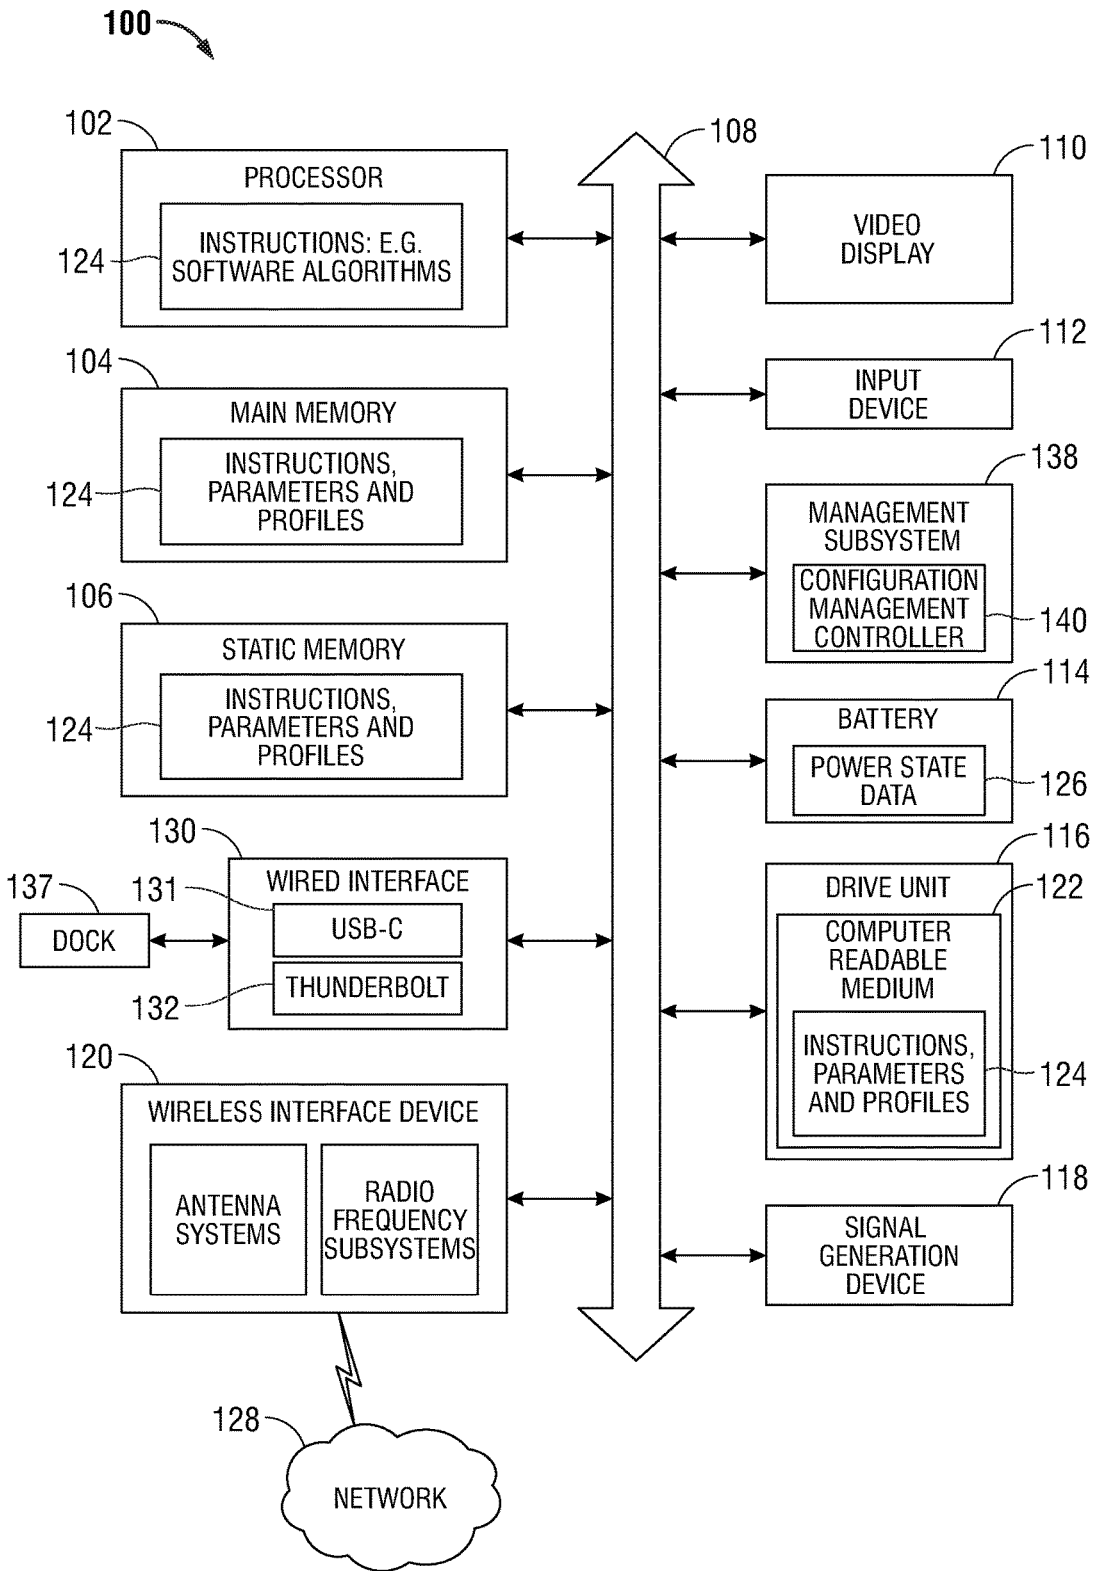 100
102
PROCESSOR
124
INSTRUCTIONS: E.G.
SOFTWARE ALGORITHMS
104
MAIN MEMORY
124
INSTRUCTIONS,
PARAMETERS AND
PROFILES
106
STATIC MEMORY
124
INSTRUCTIONS,
PARAMETERS AND
PROFILES
130
WIRED INTERFACE
137
DOCK
131
USB-C
132
THUNDERBOLT
120
WIRELESS INTERFACE DEVICE
ANTENNA
SYSTEMS
RADIO
FREQUENCY
SUBSYSTEMS
128
NETWORK
108
110
VIDEO
DISPLAY
112
INPUT
DEVICE
138
MANAGEMENT
SUBSYSTEM
CONFIGURATION
MANAGEMENT
CONTROLLER
140
114
BATTERY
POWER STATE
DATA
126
116
DRIVE UNIT
122
COMPUTER
READABLE
MEDIUM
INSTRUCTIONS,
PARAMETERS
AND PROFILES
124
118
SIGNAL
GENERATION
DEVICE